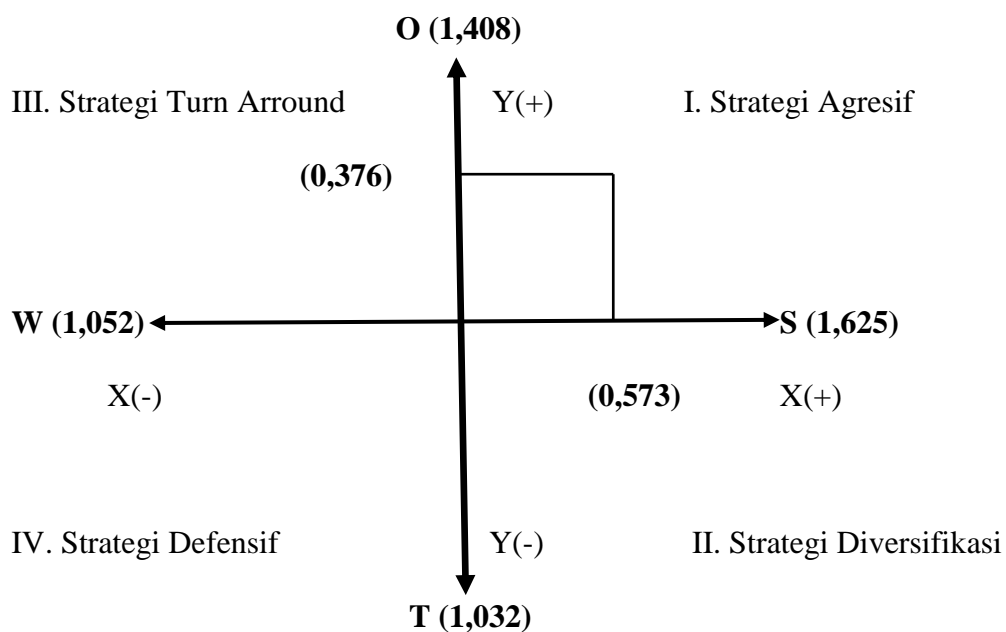 O (1,408)
III. Strategi Turn Arround Y(+) I. Strategi Agresif
(0,376)
W (1,052) S (1,625)
X(-) (0,573) X(+)
IV. Strategi Defensif Y(-) II. Strategi Diversifikasi
T (1,032)